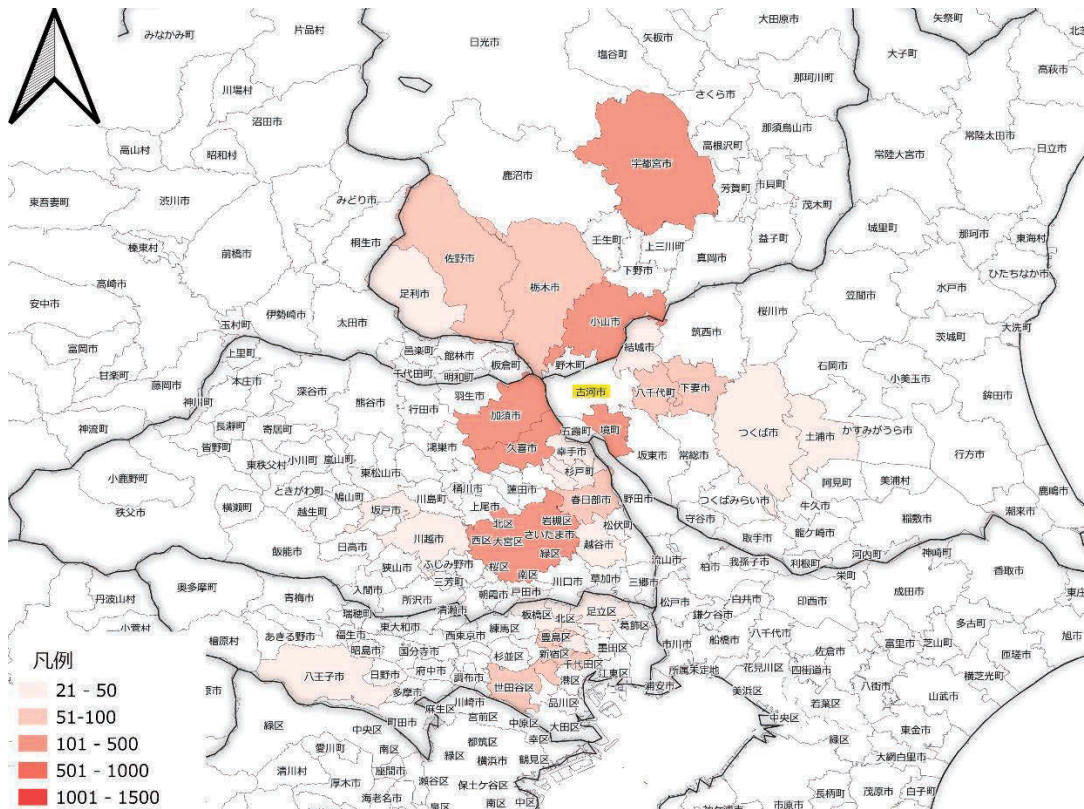 みなかみ町
片品村
日光市
塩谷町
矢板市
大田原市
大子町
矢祭町
高萩市
川場村
沼田市
那珂川町
さくら市
高山村
昭和村
宇都宮市
高根沢町
那須烏山市
常陸大宮市
常陸太田市
日立市
鹿沼市
芳賀町
市貝町
茂木町
東吾妻町
渋川市
みどり市
桐生市
城里町
那珂市
東海村
榛東村
前橋市
佐野市
壬生町
上三川町
益子町
真岡市
下野市
ひたちなか市
高崎市
足利市
栃木市
笠間市
水戸市
安中市
伊勢崎市
太田市
小山市
桜川市
大洗町
玉村町
富岡市
上里町
邑楽町
館林市
板倉町
野木町
結城市
筑西市
茨城町
甘楽町
藤岡市
本庄市
千代田町
明和町
石岡市
小美玉市
神川町
深谷市
羽生市
古河市
八千代町
下妻市
鉾田市
熊谷市
行田市
加須市
神流町
長瀞町
寄居町
五霞町
境町
つくば市
土浦市
かすみがうら市
皆野町
鴻巣市
久喜市
幸手市
坂東市
常総市
行方市
小鹿野町
東秩父村
小川町
嵐山町
東松山市
杉戸町
阿見町
美浦村
ときがわ町
鳩山町
川島町
桶川市
蓮田市
春日部市
野田市
つくばみらい市
鹿嶋市
秩父市
横瀬町
越生町
坂戸市
上尾市
北区
岩槻区
松伏町
守谷市
牛久市
稲敷市
潮来市
飯能市
日高市
川越市
西区
大宮区
さいたま市
緑区
越谷市
取手市
龍ケ崎市
狭山市
ふじみ野市
桜区
南区
流山市
我孫子市
利根町
河内町
神崎町
三芳町
川口市
草加市
柏市
栄町
香取市
奥多摩町
入間市
所沢市
朝霞市
戸田市
三郷市
成田市
丹波山村
青梅市
瑞穂町
清瀬市
板橋区
北区
足立区
松戸市
白井市
印西市
東庄
小菅村
東大和市
練馬区
葛飾区
鎌ケ谷市
多古町
檜原村
あきる野市
福生市
西東京市
豊島区
墨田区
市川市
船橋市
八千代市
佐倉市
富里市
芝山町
旭市
昭島市
国分寺市
杉並区
新宿区
千代田区
江東区
匝瑳市
凡例
八王子市
日野市
府中市
調布市
世田谷区
港区
浦安市
所属未定地
花見川区
四街道市
横芝光町
21 - 50
多摩市
品川区
美浜区
八街市
山武市
麻生区
川崎市
若葉区
51-100
町田市
宮前区
中原区
大田区
中央区
緑区
中央区
都筑区
幸区
緑区
東金市
101 - 500
愛川町
南区
緑区
横浜市
鶴見区
大網白里市
501 - 1000
清川村
座間市
瀬谷区
保土ケ谷区
1001 - 1500
厚木市
海老名市
泉区
南区
中区
市原市
長柄町
茂原市
白子町